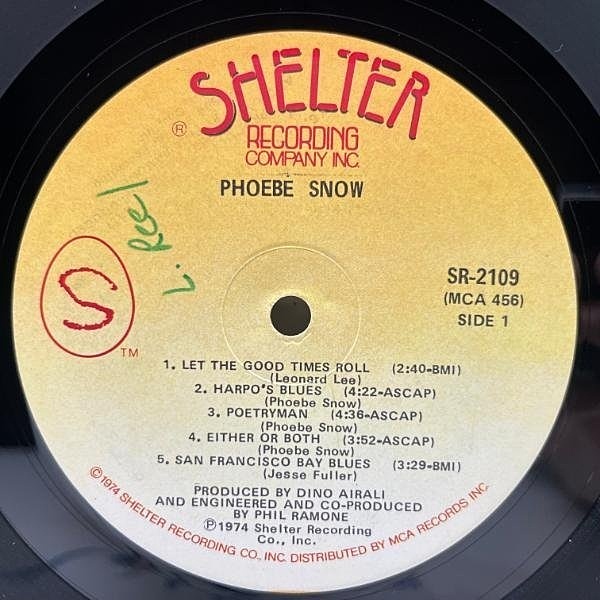 SHELTER
® RECORDING
COMPANY INC.
PHOEBE SNOW
L. Reel
S
TM
SR-2109
(MCA 456)
SIDE 1
1. LET THE GOOD TIMES ROLL (2:40-BMI)
(Leonard Lee)
2. HARPO'S BLUES (4:22-ASCAP)
(Phoebe Snow)
3. POETRYMAN (4:36-ASCAP)
(Phoebe Snow)
4. EITHER OR BOTH (3:52-ASCAP)
(Phoebe Snow)
5. SAN FRANCISCO BAY BLUES (3:29-BMI)
(Jesse Fuller)
PRODUCED BY DINO AIRALI
AND ENGINEERED AND CO-PRODUCED
BY PHIL RAMONE
℗ 1974 Shelter Recording
Co., Inc.
© 1974 SHELTER RECORDING CO., INC. DISTRIBUTED BY MCA RECORDS INC.